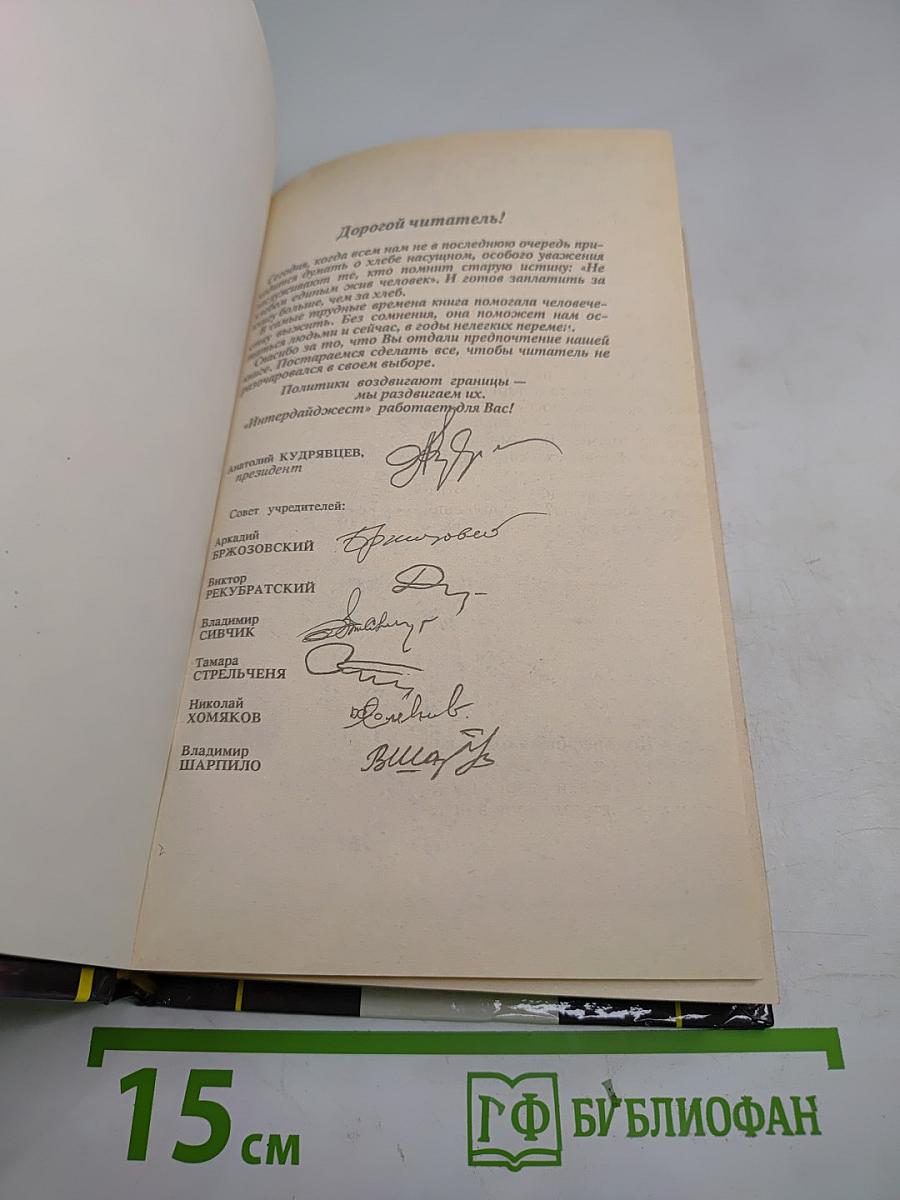 Дорогой читатель!
Сегодня, когда всем нам не в последнюю очередь при-
ходится думать о хлебе насущном, особого уважения
заслуживают те, кто помнит старую истину: «Не
хлебом единым жив человек». И готов заплатить за
книгу больше, чем за хлеб.
В самые трудные времена книга помогала человече-
ству выжить. Без сомнения, она поможет нам ос-
таться людьми и сейчас, в годы нелегких перемен.
Спасибо за то, что Вы отдали предпочтение нашей
книге. Постараемся сделать все, чтобы читатель не
разочаровался в своем выборе.
Политики воздвигают границы —
мы раздвигаем их.
«Интердайджест» работает для Вас!
Анатолий КУДРЯВЦЕВ,
президент
Совет учредителей:
Аркадий
БРЖОЗОВСКИЙ
Виктор
РЕКУБРАТСКИЙ
Владимир
СИВЧИК
Тамара
СТРЕЛЬЧЕНЯ
Николай
ХОМЯКОВ
Владимир
ШАРПИЛО
15 см
БИБЛИОФАН